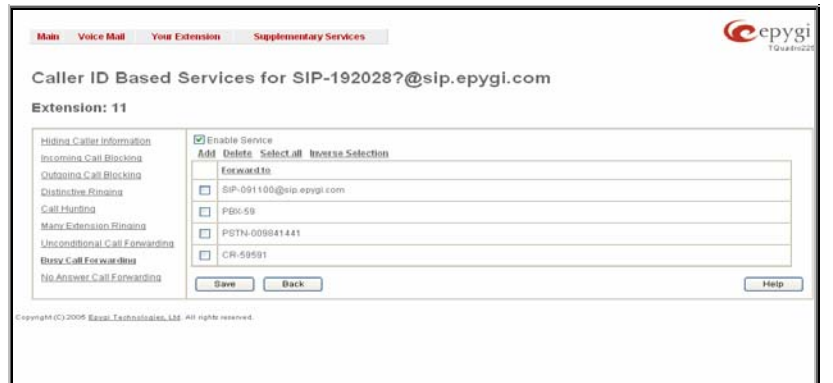 Main Voice Mail Your Extension Supplementary Services
epygi
Caller ID Based Services for SIP-192028?@sip.epygi.com
Extension: 11
Hiding Caller Information
Incoming Call Blocking
Outgoing Call Blocking
Distinctive Ringing
Call Hunting
Many Extension Ringing
Unconditional Call Forwarding
Busy Call Forwarding
No Answer Call Forwarding
Enable Service
Add Delete Select all Inverse Selection
Forward to
SIP-091100@sip.epygi.com
PBX-59
PSTN-009841441
CR-59591
Save Back Help
Copyright (C) 2005 Epygi Technologies, Ltd. All rights reserved.